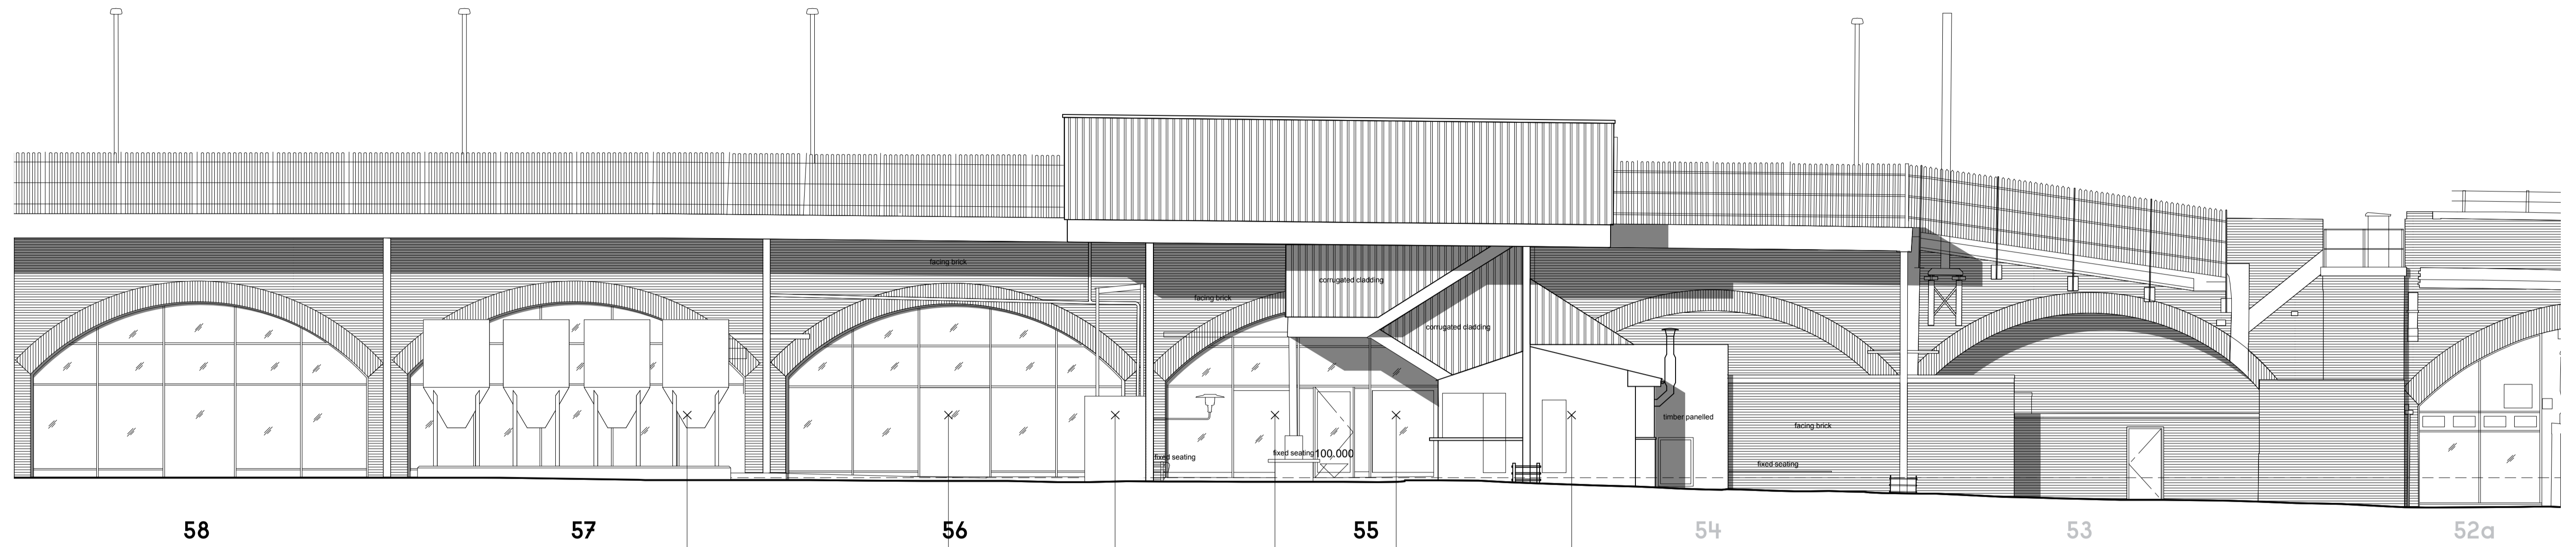 facing brick
corrugated cladding
facing brick
corrugated cladding
timber panelled
facing brick
fixed seating
fixed seating
100.000
fixed seating
58
57
56
55
54
53
52a